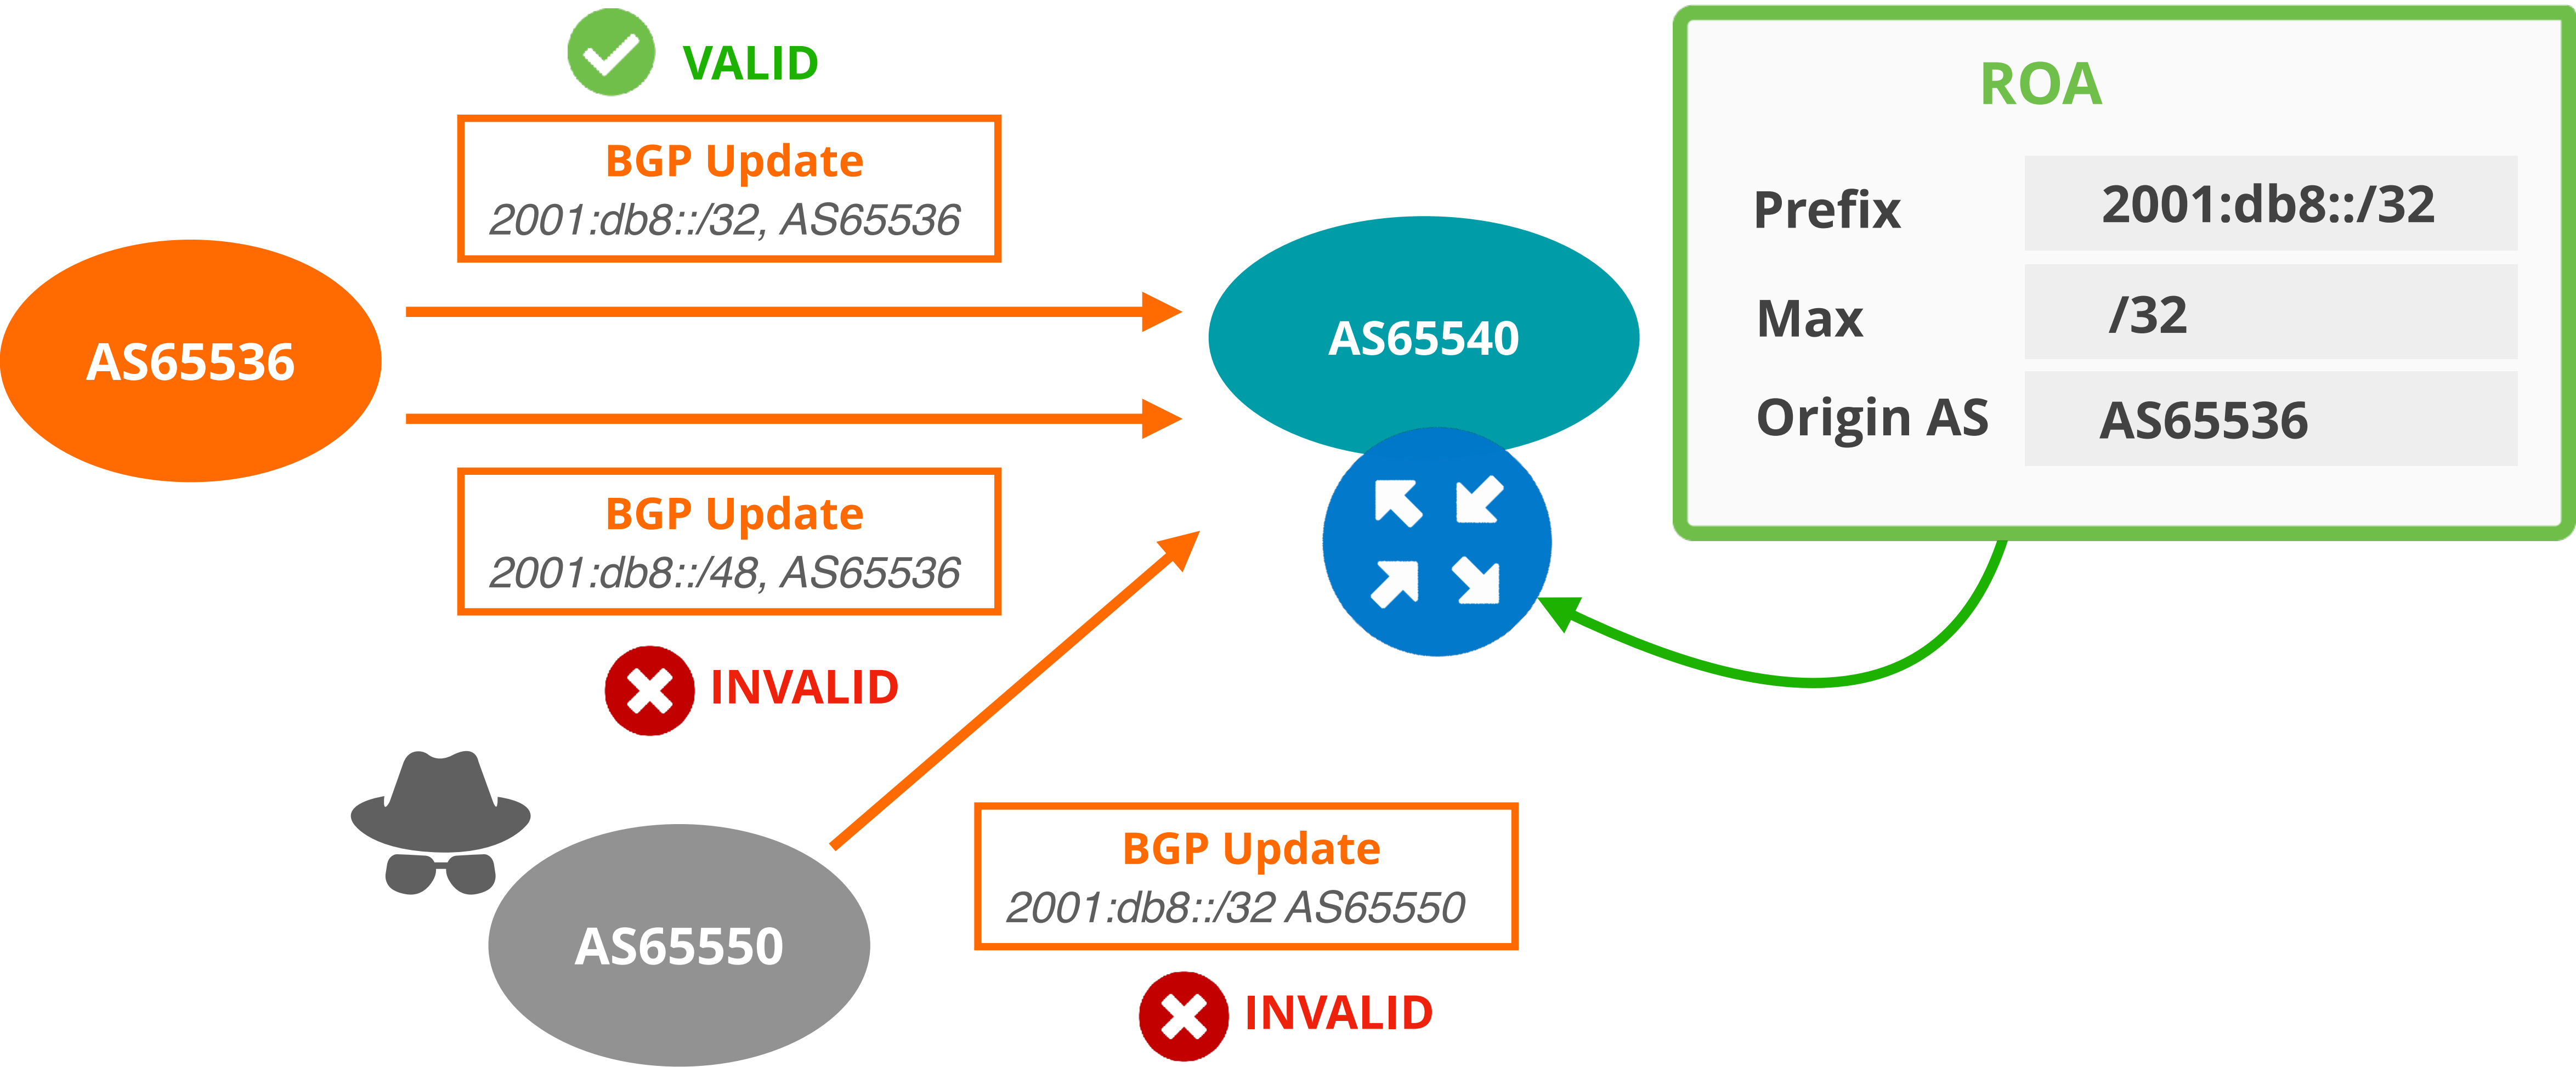 VALID
BGP Update
2001:db8::/32, AS65536
AS65536
BGP Update
2001:db8::/48, AS65536
INVALID
AS65540
ROA
Prefix 2001:db8::/32
Max /32
Origin AS AS65536
AS65550
BGP Update
2001:db8::/32 AS65550
INVALID